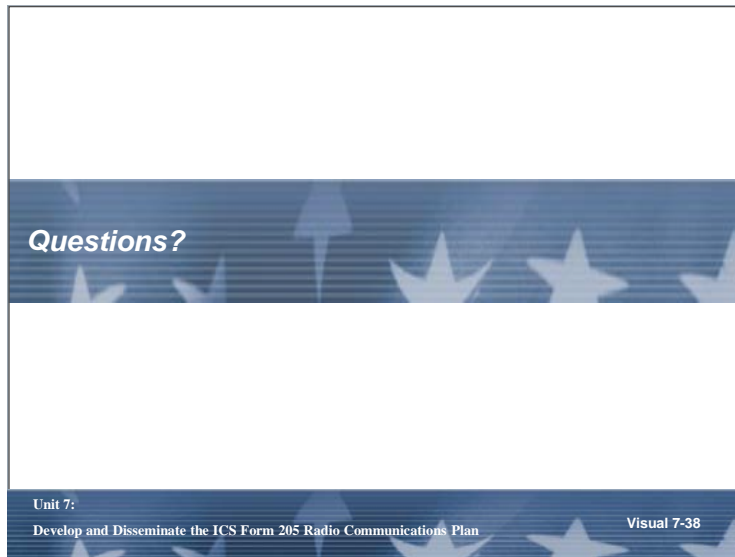 Questions?
Unit 7:
Develop and Disseminate the ICS Form 205 Radio Communications Plan
Visual 7-38